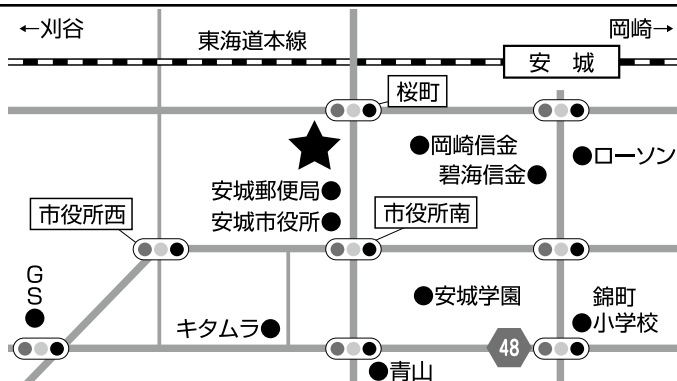 ←刈谷
岡崎→
東海道本線
安 城
桜町
岡崎信金
ローソン
碧海信金
安城郵便局
安城市役所
市役所西
市役所南
GS
安城学園
錦町
小学校
キタムラ
48
青山